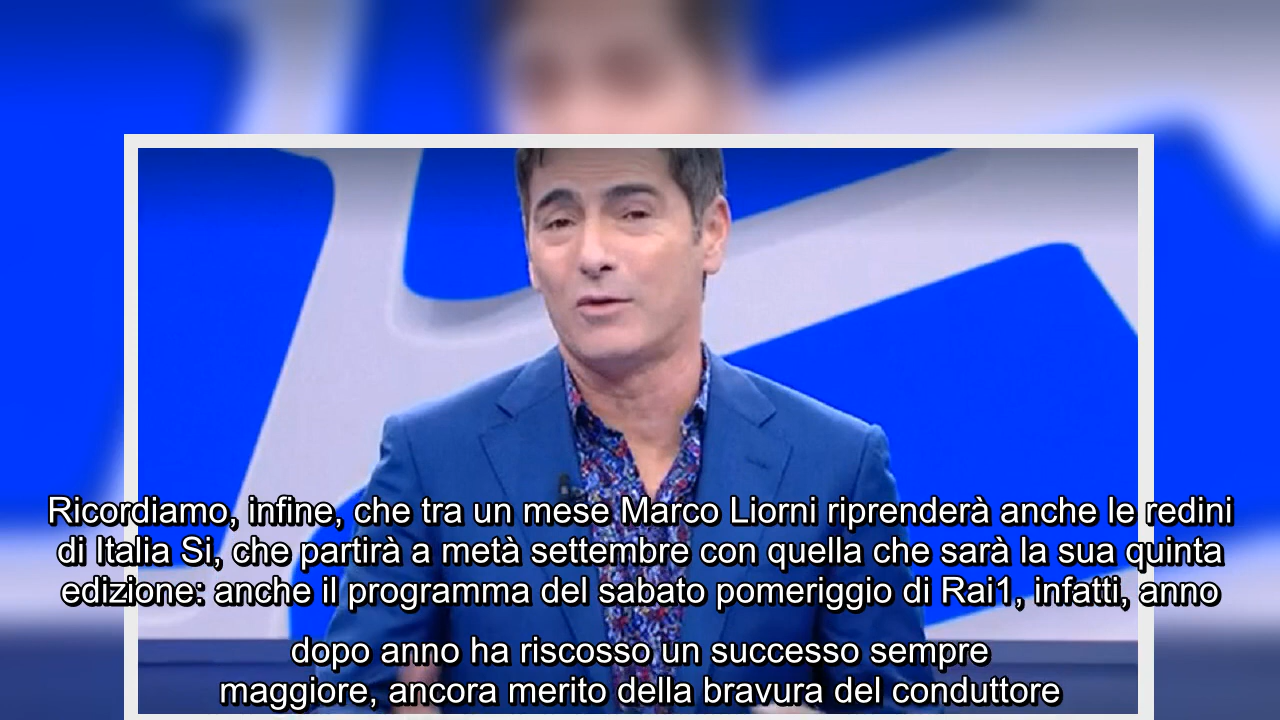 Ricordiamo, infine, che tra un mese Marco Liorni riprenderà anche le redini
di Italia Si, che partirà a metà settembre con quella che sarà la sua quinta
edizione: anche il programma del sabato pomeriggio di Rai1, infatti, anno
dopo anno ha riscosso un successo sempre
maggiore, ancora merito della bravura del conduttore